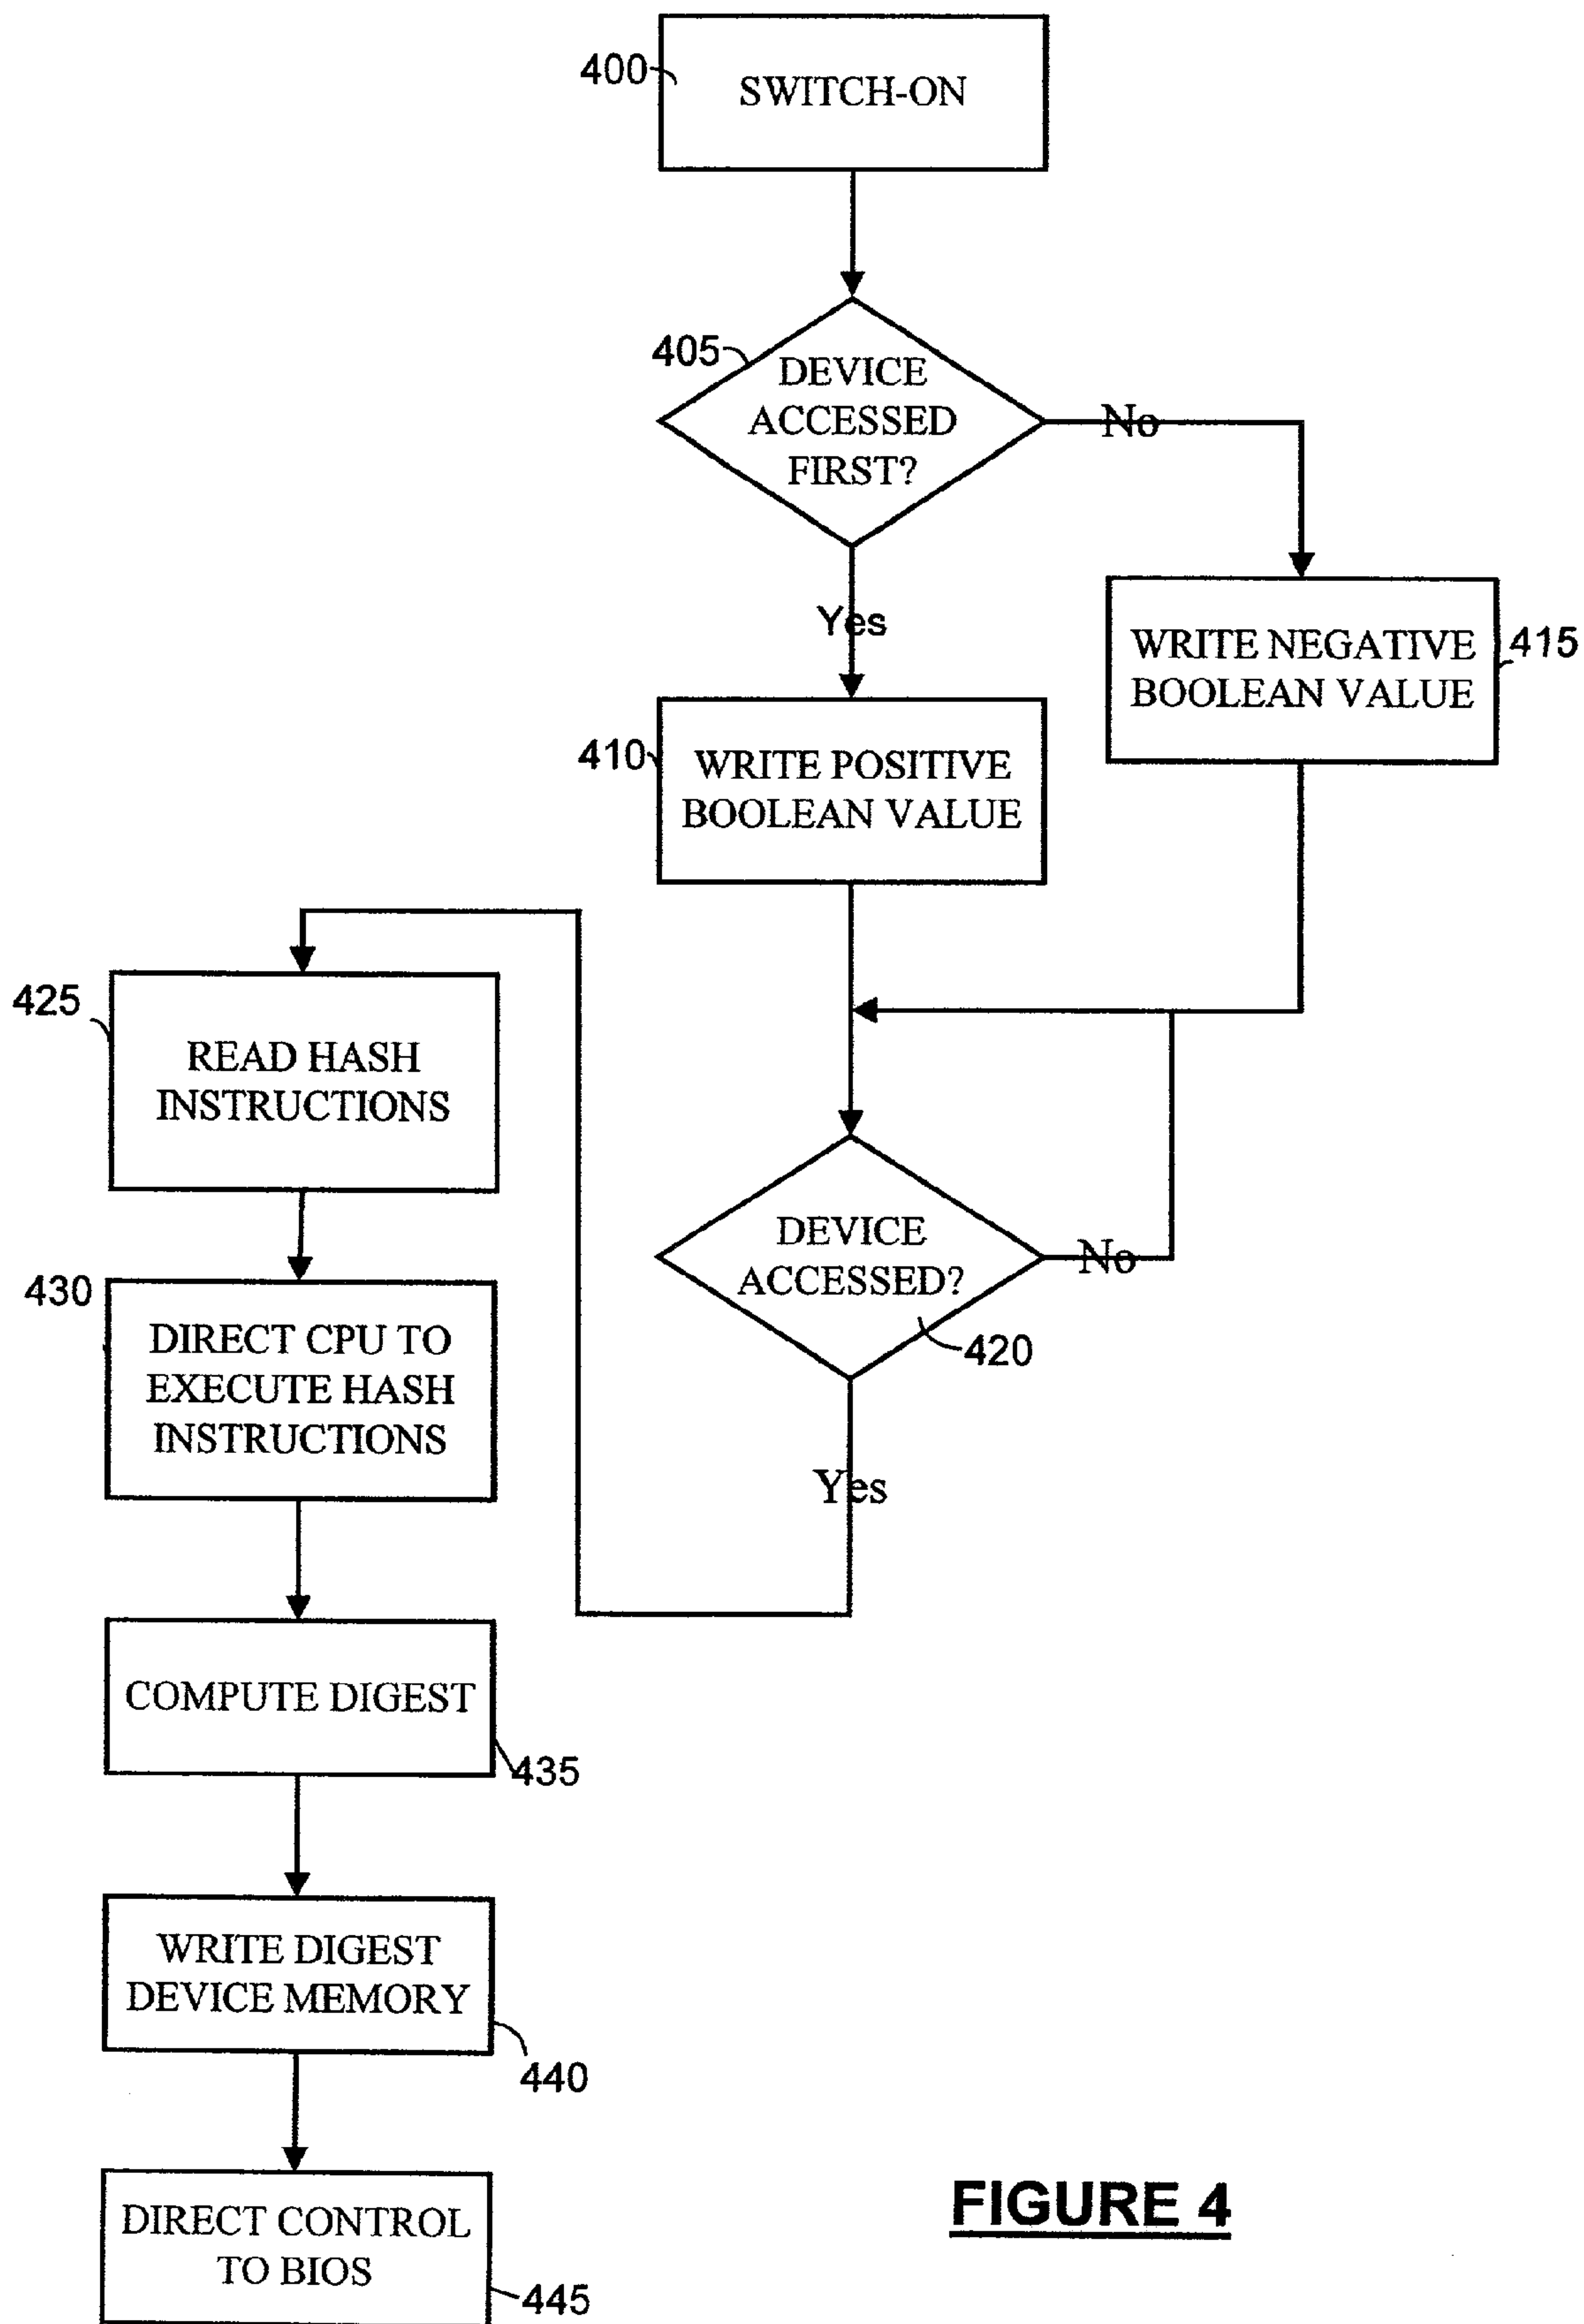 400
SWITCH-ON
405
DEVICE
ACCESSED
FIRST?
No
Yes
WRITE NEGATIVE
BOOLEAN VALUE
415
410
WRITE POSITIVE
BOOLEAN VALUE
425
READ HASH
INSTRUCTIONS
DEVICE
ACCESSED?
No
420
Yes
430
DIRECT CPU TO
EXECUTE HASH
INSTRUCTIONS
COMPUTE DIGEST
435
WRITE DIGEST
DEVICE MEMORY
440
DIRECT CONTROL
TO BIOS
445
FIGURE 4